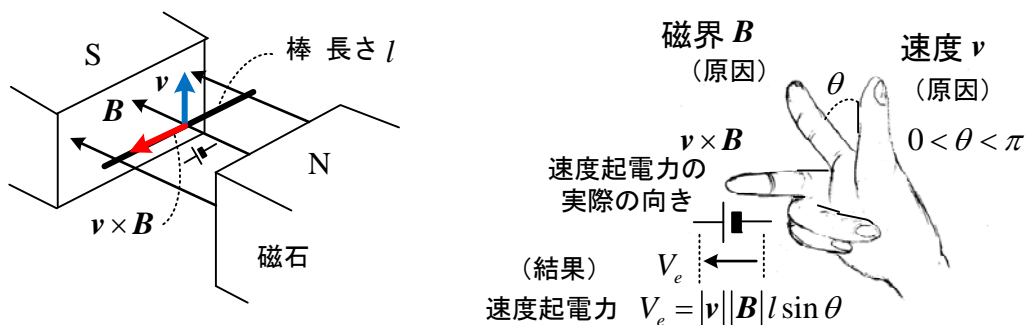 S
棒 長さ l
v
B
N
v × B
磁石
磁界 B
（原因）
速度 v
（原因）
θ
0 < θ < π
v × B
速度起電力の
実際の向き
V_e
（結果）
速度起電力 V_e = |v||B| l sin θ